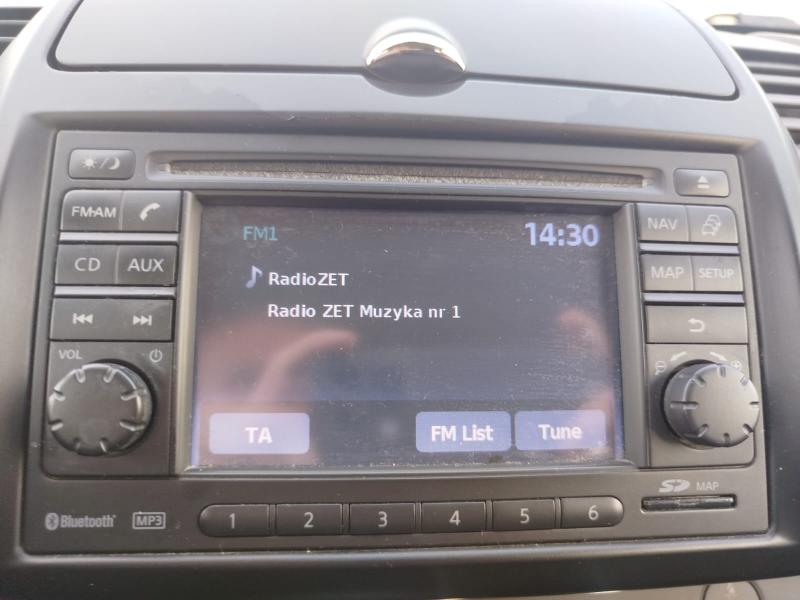 FM·AM
NAV
CD
AUX
MAP
SETUP
VOL
FM1
14:30
RadioZET
Radio ZET Muzyka nr 1
TA
FM List
Tune
Bluetooth
MP3
1
2
3
4
5
6
SD
MAP